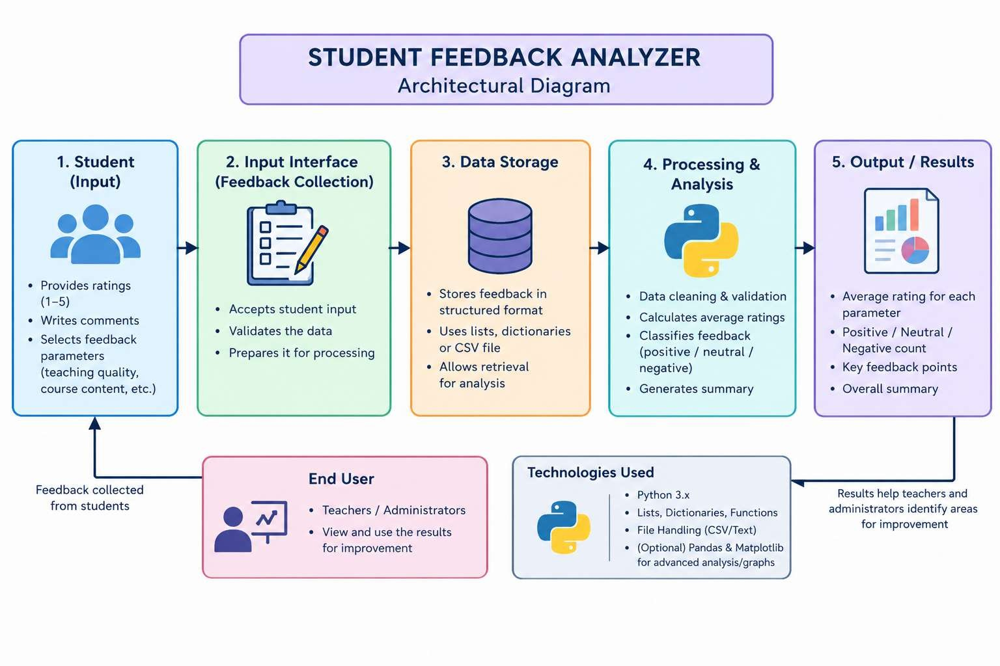 STUDENT FEEDBACK ANALYZER
Architectural Diagram
1. Student
(Input)
• Provides ratings
(1–5)
• Writes comments
• Selects feedback
parameters
(teaching quality,
course content, etc.)
2. Input Interface
(Feedback Collection)
• Accepts student input
• Validates the data
• Prepares it for processing
3. Data Storage
• Stores feedback in
structured format
• Uses lists, dictionaries
or CSV file
• Allows retrieval
for analysis
4. Processing &
Analysis
• Data cleaning & validation
• Calculates average ratings
• Classifies feedback
(positive / neutral /
negative)
• Generates summary
5. Output / Results
• Average rating for each
parameter
• Positive / Neutral /
Negative count
• Key feedback points
• Overall summary
Feedback collected
from students
End User
• Teachers / Administrators
• View and use the results
for improvement
Technologies Used
• Python 3.x
• Lists, Dictionaries, Functions
• File Handling (CSV/Text)
• (Optional) Pandas & Matplotlib
for advanced analysis/graphs
Results help teachers and
administrators identify areas
for improvement